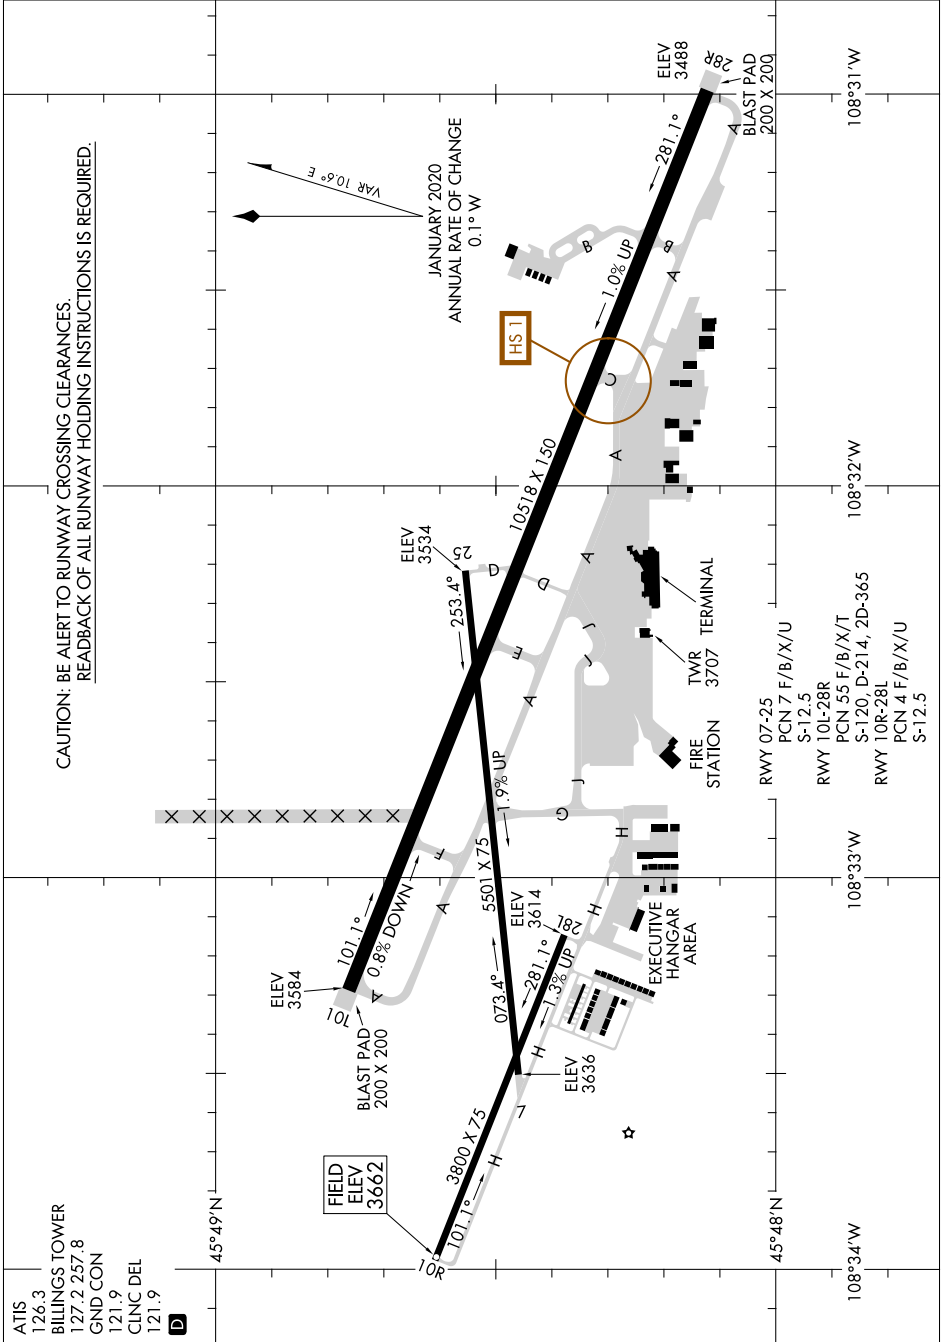 ATIS
126.3
BILLINGS TOWER
127.2 257.8
GND CON
121.9
CLNC DEL
121.9
D
CAUTION: BE ALERT TO RUNWAY CROSSING CLEARANCES.
READBACK OF ALL RUNWAY HOLDING INSTRUCTIONS IS REQUIRED.
VAR 10.6° E
JANUARY 2020
ANNUAL RATE OF CHANGE
0.1° W
45°49'N
45°48'N
108°31'W
108°32'W
108°33'W
108°34'W
FIELD
ELEV
3662
10R
101.1°
3800 X 75
H
H
H
H
L
ELEV
3636
1.3% UP
281.1°
28L
ELEV
3614
073.4°
5501 X 75
1.9% UP
253.4°
25
ELEV
3534
ELEV
3584
10L
BLAST PAD
200 X 200
101.1°
0.8% DOWN
10518 X 150
1.0% UP
281.1°
28R
ELEV
3488
BLAST PAD
200 X 200
HS 1
A
A
A
A
A
A
A
B
B
C
D
D
E
F
G
J
J
J
EXECUTIVE
HANGAR
AREA
FIRE
STATION
TWR
3707
TERMINAL
RWY 07-25
PCN 7 F/B/X/U
S-12.5
RWY 10L-28R
PCN 55 F/B/X/T
S-120, D-214, 2D-365
RWY 10R-28L
PCN 4 F/B/X/U
S-12.5